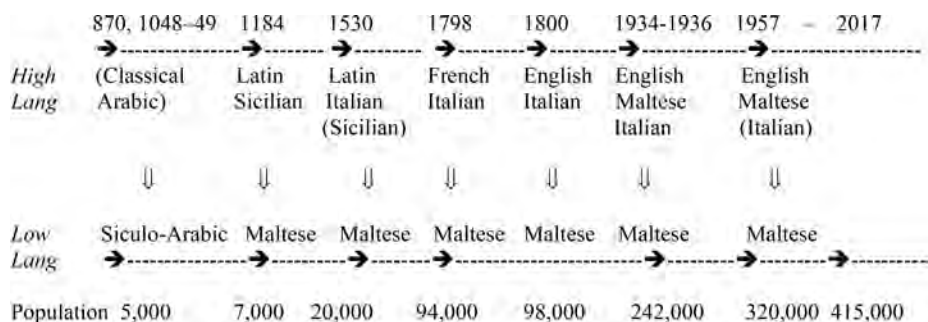 870, 1048–49 1184 1530 1798 1800 1934-1936 1957 – 2017
High (Classical Latin Latin French English English English
Lang Arabic) Sicilian Italian Italian Italian Maltese Maltese
(Sicilian) Italian (Italian)
Low Siculo-Arabic Maltese Maltese Maltese Maltese Maltese Maltese
Lang
Population 5,000 7,000 20,000 94,000 98,000 242,000 320,000 415,000